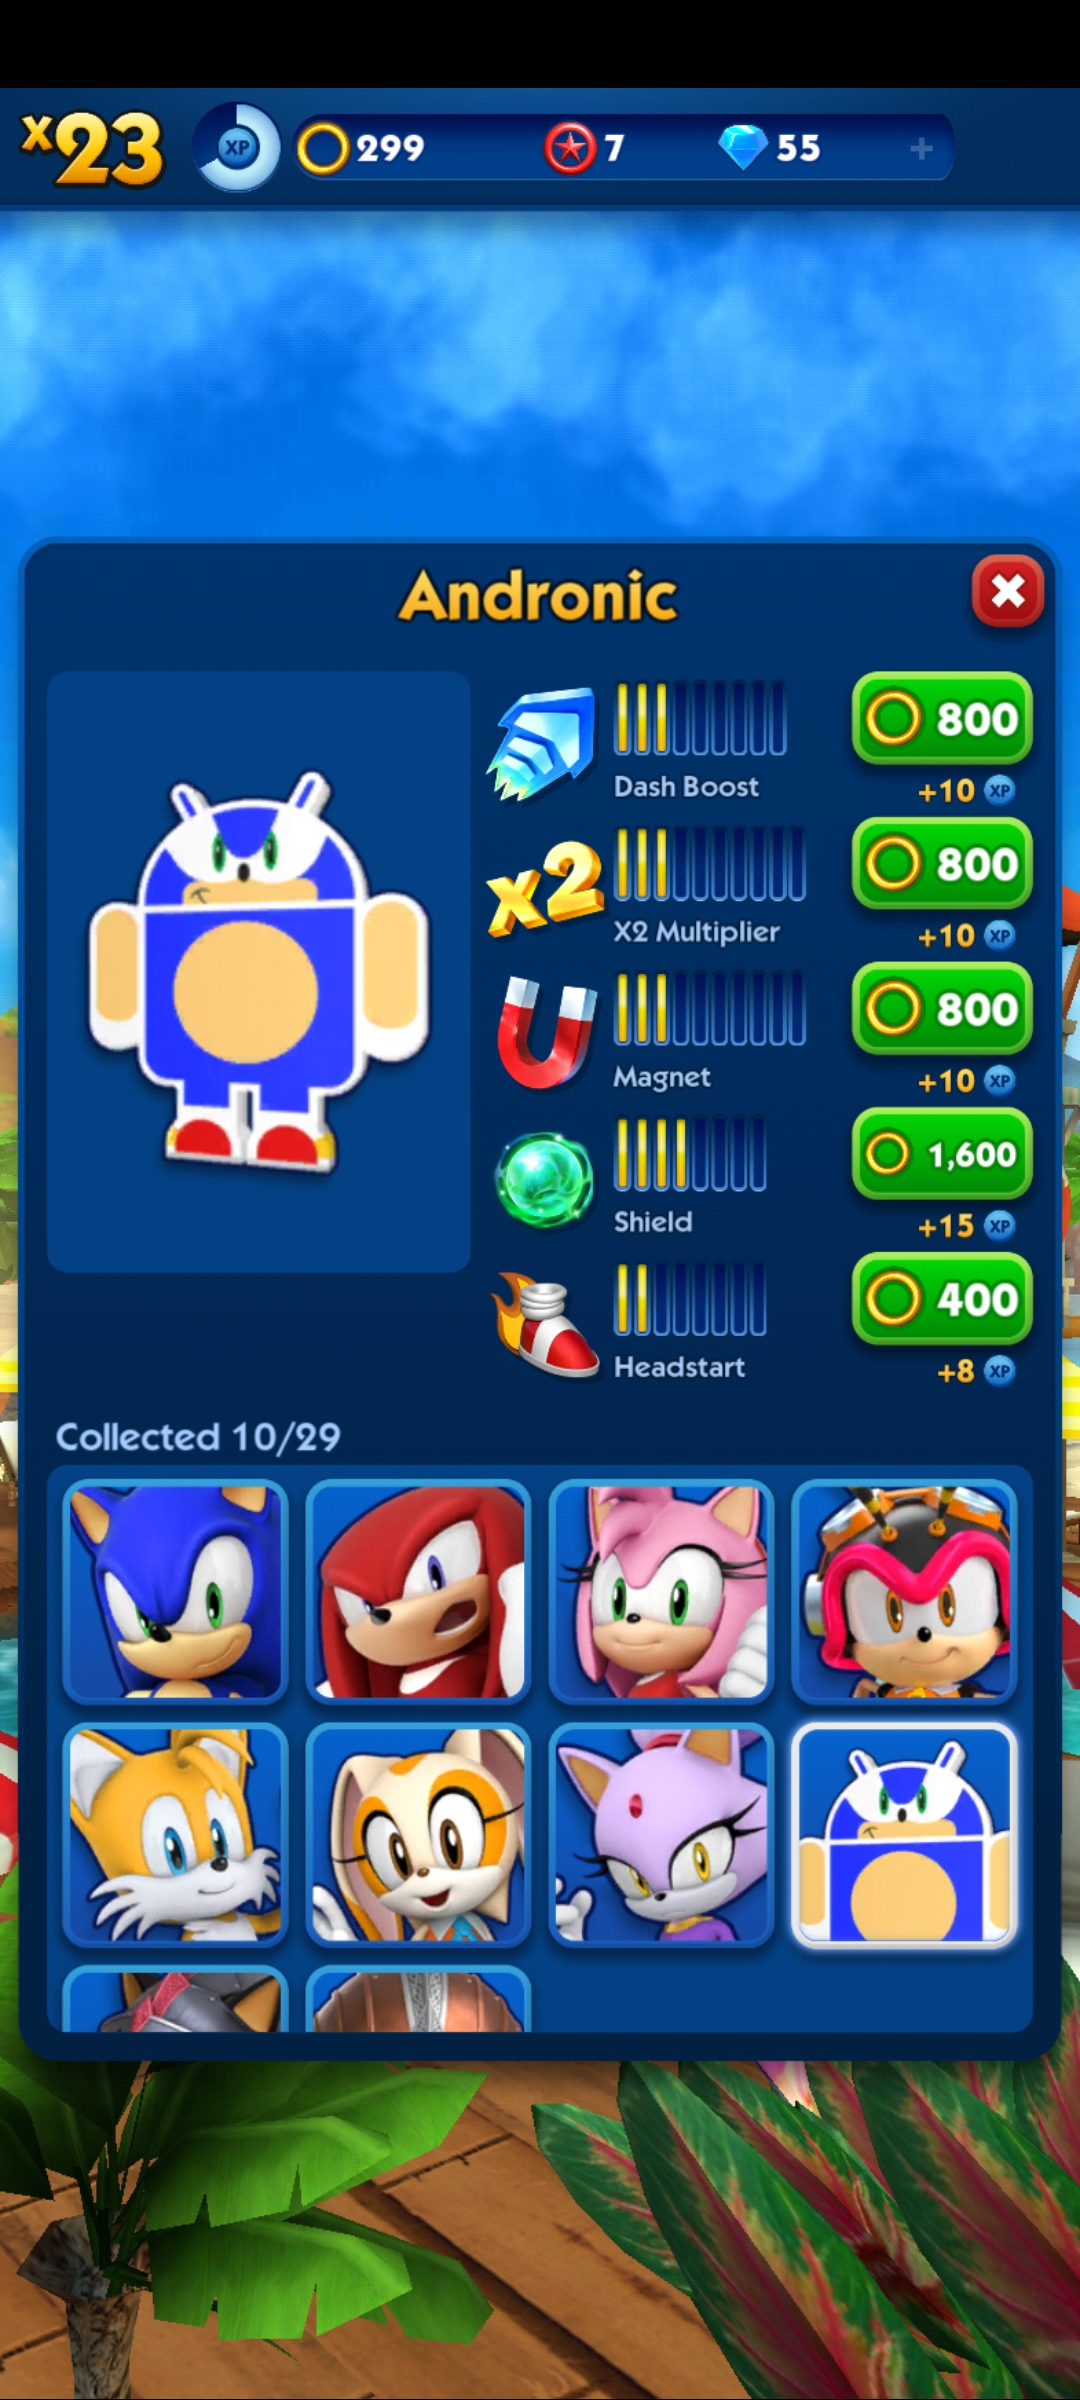 x23 XP 299 7 55 +
Andronic
800
Dash Boost
+10 XP
x2
800
X2 Multiplier
+10 XP
800
Magnet
+10 XP
1,600
Shield
+15 XP
400
Headstart
+8 XP
Collected 10/29